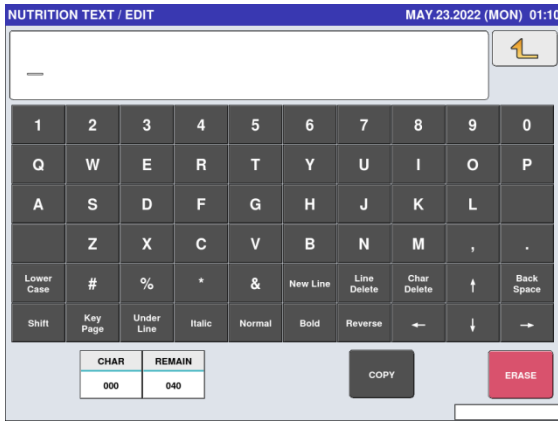 NUTRITION TEXT / EDIT MAY.23.2022 (MON) 01:10
_
1 2 3 4 5 6 7 8 9 0
Q W E R T Y U I O P
A S D F G H J K L
Z X C V B N M , .
Lower Case # % * & New Line Line Delete Char Delete ↑ Back Space
Shift Key Page Under Line Italic Normal Bold Reverse ← ↓ →
CHAR REMAIN
000 040
COPY ERASE